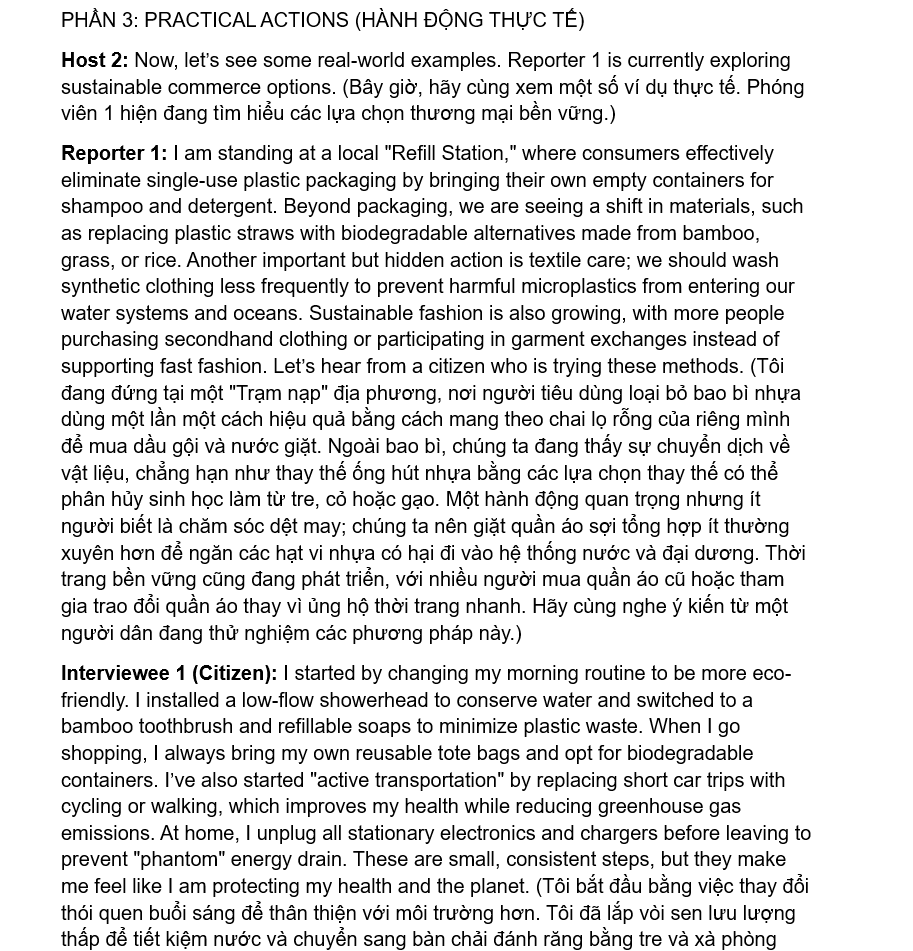 PHẦN 3: PRACTICAL ACTIONS (HÀNH ĐỘNG THỰC TẾ)
Host 2: Now, let’s see some real-world examples. Reporter 1 is currently exploring
sustainable commerce options. (Bây giờ, hãy cùng xem một số ví dụ thực tế. Phóng
viên 1 hiện đang tìm hiểu các lựa chọn thương mại bền vững.)
Reporter 1: I am standing at a local "Refill Station," where consumers effectively
eliminate single-use plastic packaging by bringing their own empty containers for
shampoo and detergent. Beyond packaging, we are seeing a shift in materials, such
as replacing plastic straws with biodegradable alternatives made from bamboo,
grass, or rice. Another important but hidden action is textile care; we should wash
synthetic clothing less frequently to prevent harmful microplastics from entering our
water systems and oceans. Sustainable fashion is also growing, with more people
purchasing secondhand clothing or participating in garment exchanges instead of
supporting fast fashion. Let’s hear from a citizen who is trying these methods. (Tôi
đang đứng tại một "Trạm nạp" địa phương, nơi người tiêu dùng loại bỏ bao bì nhựa
dùng một lần một cách hiệu quả bằng cách mang theo chai lọ rỗng của riêng mình
để mua dầu gội và nước giặt. Ngoài bao bì, chúng ta đang thấy sự chuyển dịch về
vật liệu, chẳng hạn như thay thế ống hút nhựa bằng các lựa chọn thay thế có thể
phân hủy sinh học làm từ tre, cỏ hoặc gạo. Một hành động quan trọng nhưng ít
người biết là chăm sóc dệt may; chúng ta nên giặt quần áo sợi tổng hợp ít thường
xuyên hơn để ngăn các hạt vi nhựa có hại đi vào hệ thống nước và đại dương. Thời
trang bền vững cũng đang phát triển, với nhiều người mua quần áo cũ hoặc tham
gia trao đổi quần áo thay vì ủng hộ thời trang nhanh. Hãy cùng nghe ý kiến từ một
người dân đang thử nghiệm các phương pháp này.)
Interviewee 1 (Citizen): I started by changing my morning routine to be more eco-
friendly. I installed a low-flow showerhead to conserve water and switched to a
bamboo toothbrush and refillable soaps to minimize plastic waste. When I go
shopping, I always bring my own reusable tote bags and opt for biodegradable
containers. I’ve also started "active transportation" by replacing short car trips with
cycling or walking, which improves my health while reducing greenhouse gas
emissions. At home, I unplug all stationary electronics and chargers before leaving to
prevent "phantom" energy drain. These are small, consistent steps, but they make
me feel like I am protecting my health and the planet. (Tôi bắt đầu bằng việc thay đổi
thói quen buổi sáng để thân thiện với môi trường hơn. Tôi đã lắp vòi sen lưu lượng
thấp để tiết kiệm nước và chuyển sang bàn chải đánh răng bằng tre và xà phòng